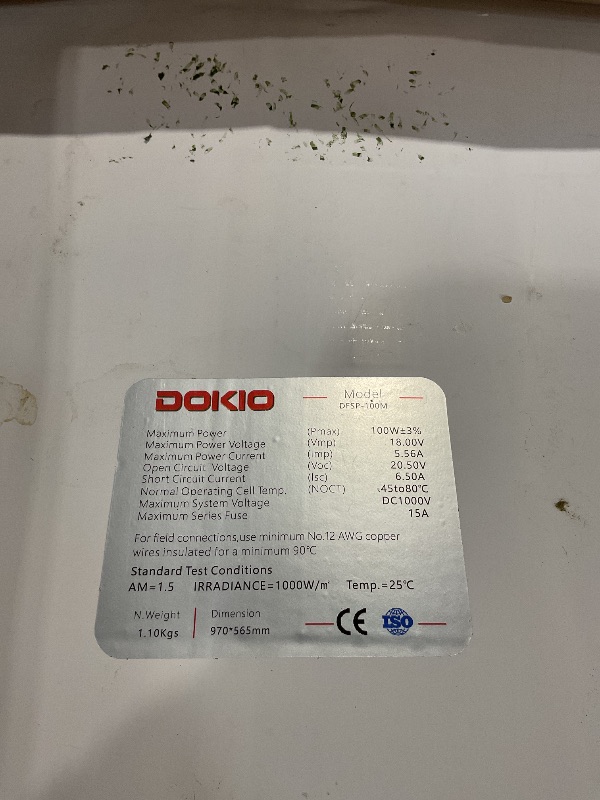 DOKIO
Model
DFSP-100M
Maximum Power (Pmax) 100W±3%
Maximum Power Voltage (Vmp) 18.00V
Maximum Power Current (Imp) 5.56A
Open Circuit Voltage (Voc) 20.50V
Short Circuit Current (Isc) 6.50A
Normal Operating Cell Temp. (NOCT) -45to80℃
Maximum System Voltage DC1000V
Maximum Series Fuse 15A
For field connections,use minimum No.12 AWG copper
wires insulated for a minimum 90℃
Standard Test Conditions
AM=1.5 IRRADIANCE=1000W/㎡ Temp.=25℃
N.Weight Dimension
1.10Kgs 970*565mm
CE ISO